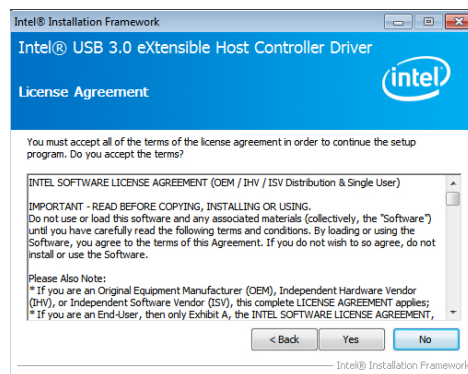 Intel® Installation Framework
Intel® USB 3.0 eXtensible Host Controller Driver
intel
License Agreement
You must accept all of the terms of the license agreement in order to continue the setup
program. Do you accept the terms?
INTEL SOFTWARE LICENSE AGREEMENT (OEM / IHV / ISV Distribution & Single User)
IMPORTANT - READ BEFORE COPYING, INSTALLING OR USING.
Do not use or load this software and any associated materials (collectively, the "Software")
until you have carefully read the following terms and conditions. By loading or using the
Software, you agree to the terms of this Agreement. If you do not wish to so agree, do not
install or use the Software.
Please Also Note:
* If you are an Original Equipment Manufacturer (OEM), Independent Hardware Vendor
(IHV), or Independent Software Vendor (ISV), this complete LICENSE AGREEMENT applies;
* If you are an End-User, then only Exhibit A, the INTEL SOFTWARE LICENSE AGREEMENT,
< Back Yes No
Intel® Installation Framework